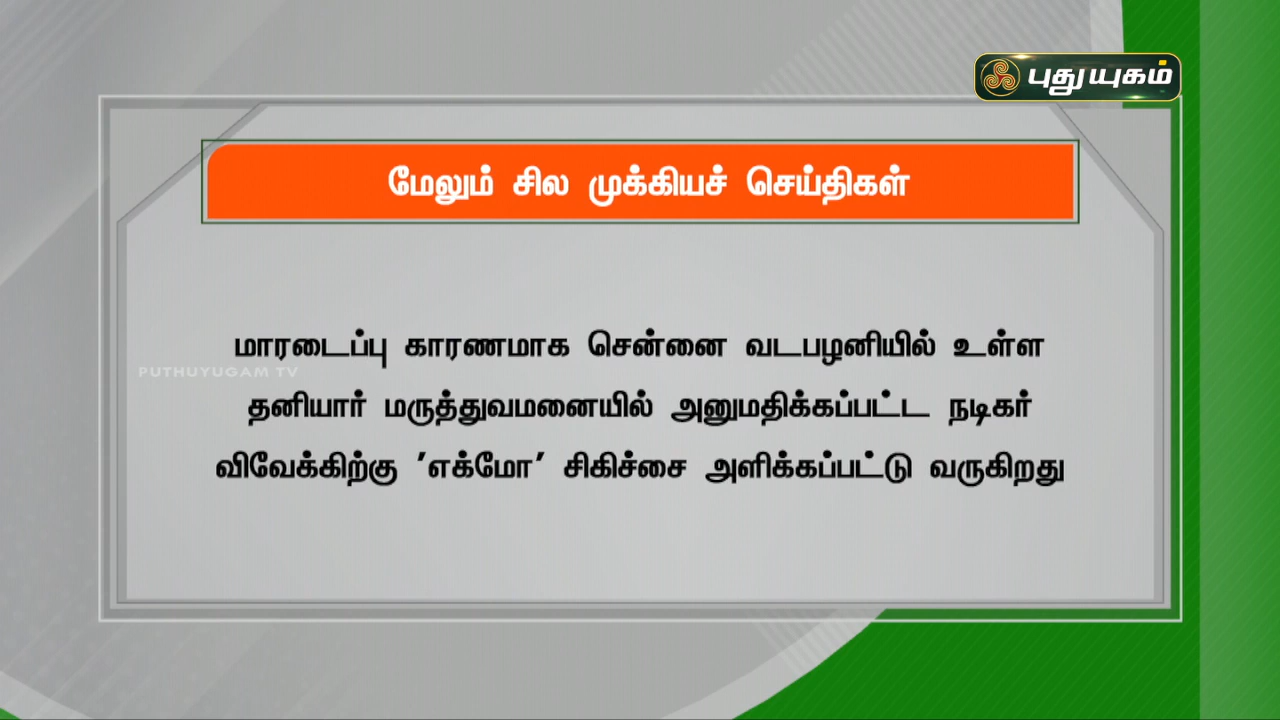 புதுயுகம்
மேலும் சில முக்கியச் செய்திகள்
மாரடைப்பு காரணமாக சென்னை வடபழனியில் உள்ள
PUTHUYUGAM TV
தனியார் மருத்துவமனையில் அனுமதிக்கப்பட்ட நடிகர்
விவேக்கிற்கு ’எக்மோ’ சிகிச்சை அளிக்கப்பட்டு வருகிறது